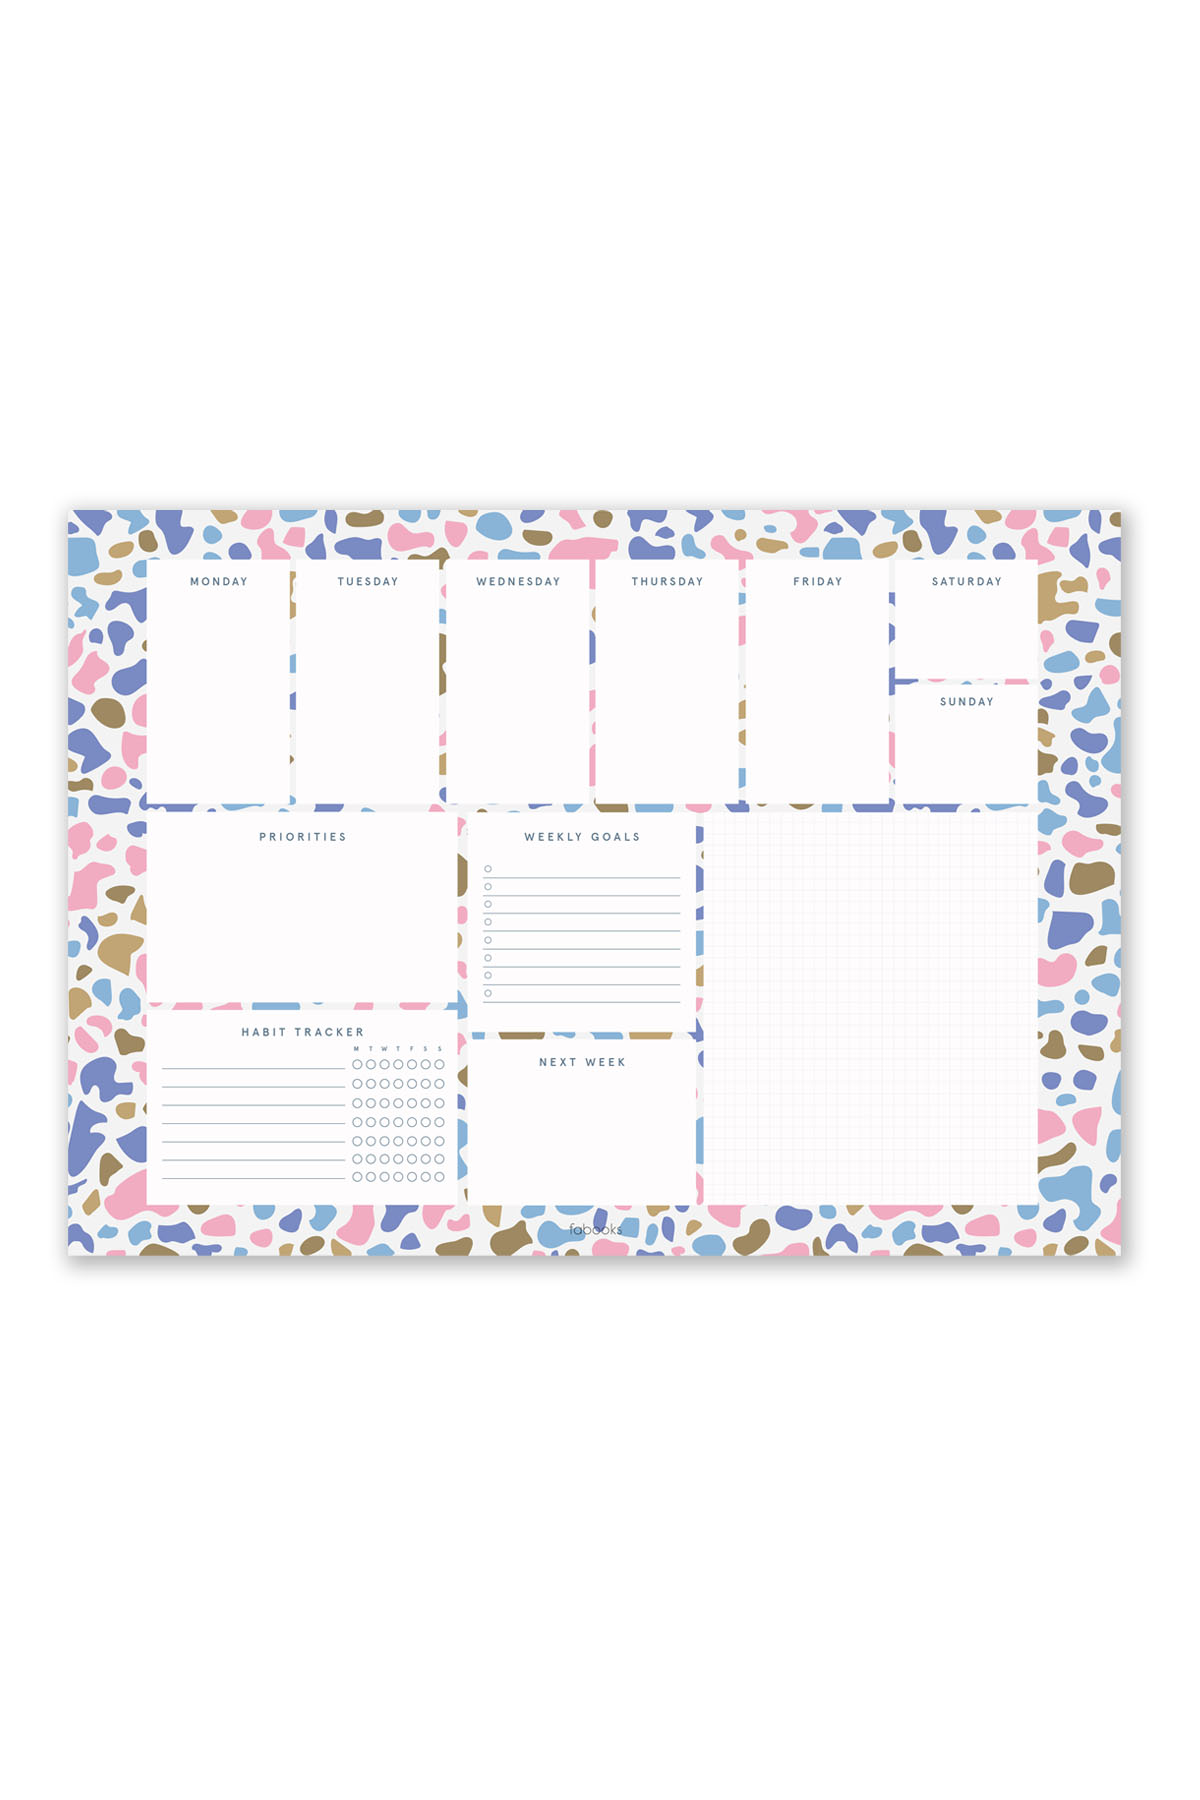 MONDAY
TUESDAY
WEDNESDAY
THURSDAY
FRIDAY
SATURDAY
SUNDAY
PRIORITIES
WEEKLY GOALS
HABIT TRACKER
M T W T F S S
NEXT WEEK
fabooks